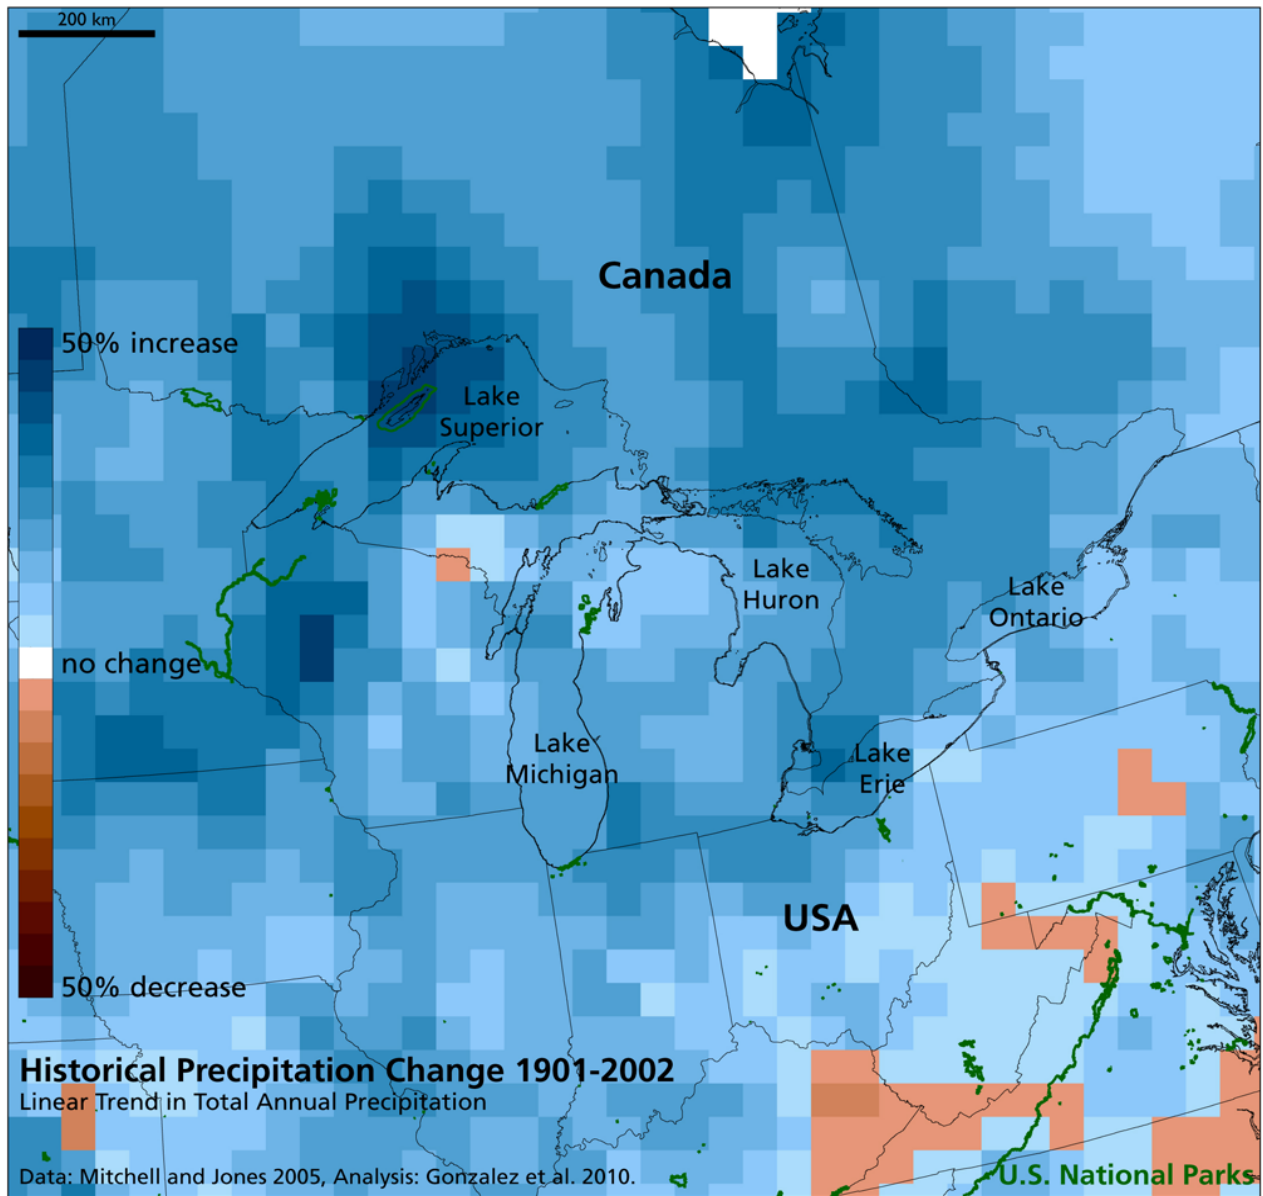 200 km
Canada
50% increase
Lake
Superior
Lake
Huron
Lake
Ontario
no change
Lake
Michigan
Lake
Erie
USA
50% decrease
Historical Precipitation Change 1901-2002
Linear Trend in Total Annual Precipitation
Data: Mitchell and Jones 2005, Analysis: Gonzalez et al. 2010.
U.S. National Parks